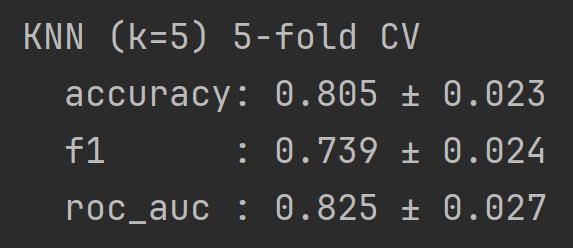 KNN (k=5) 5-fold CV
  accuracy: 0.805 ± 0.023
  f1      : 0.739 ± 0.024
  roc_auc : 0.825 ± 0.027